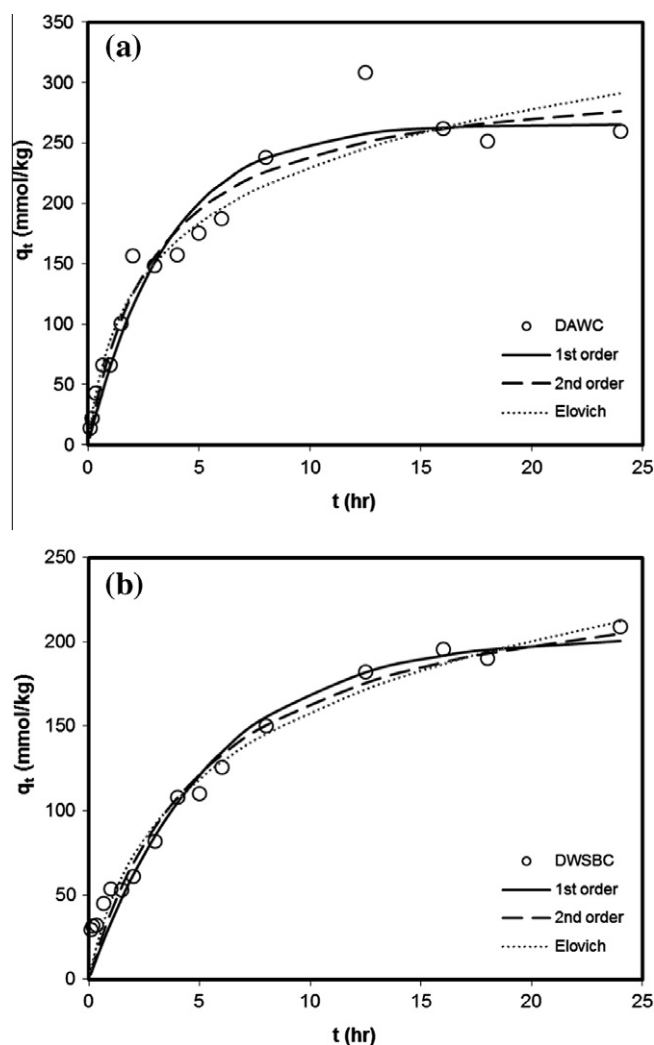 350
(a)
300
250
200
150
100
50
0
q_t (mmol/kg)
DAWC
1st order
2nd order
Elovich
0 5 10 15 20 25
t (hr)
250
(b)
200
150
100
50
0
q_t (mmol/kg)
DWSBC
1st order
2nd order
Elovich
0 5 10 15 20 25
t (hr)